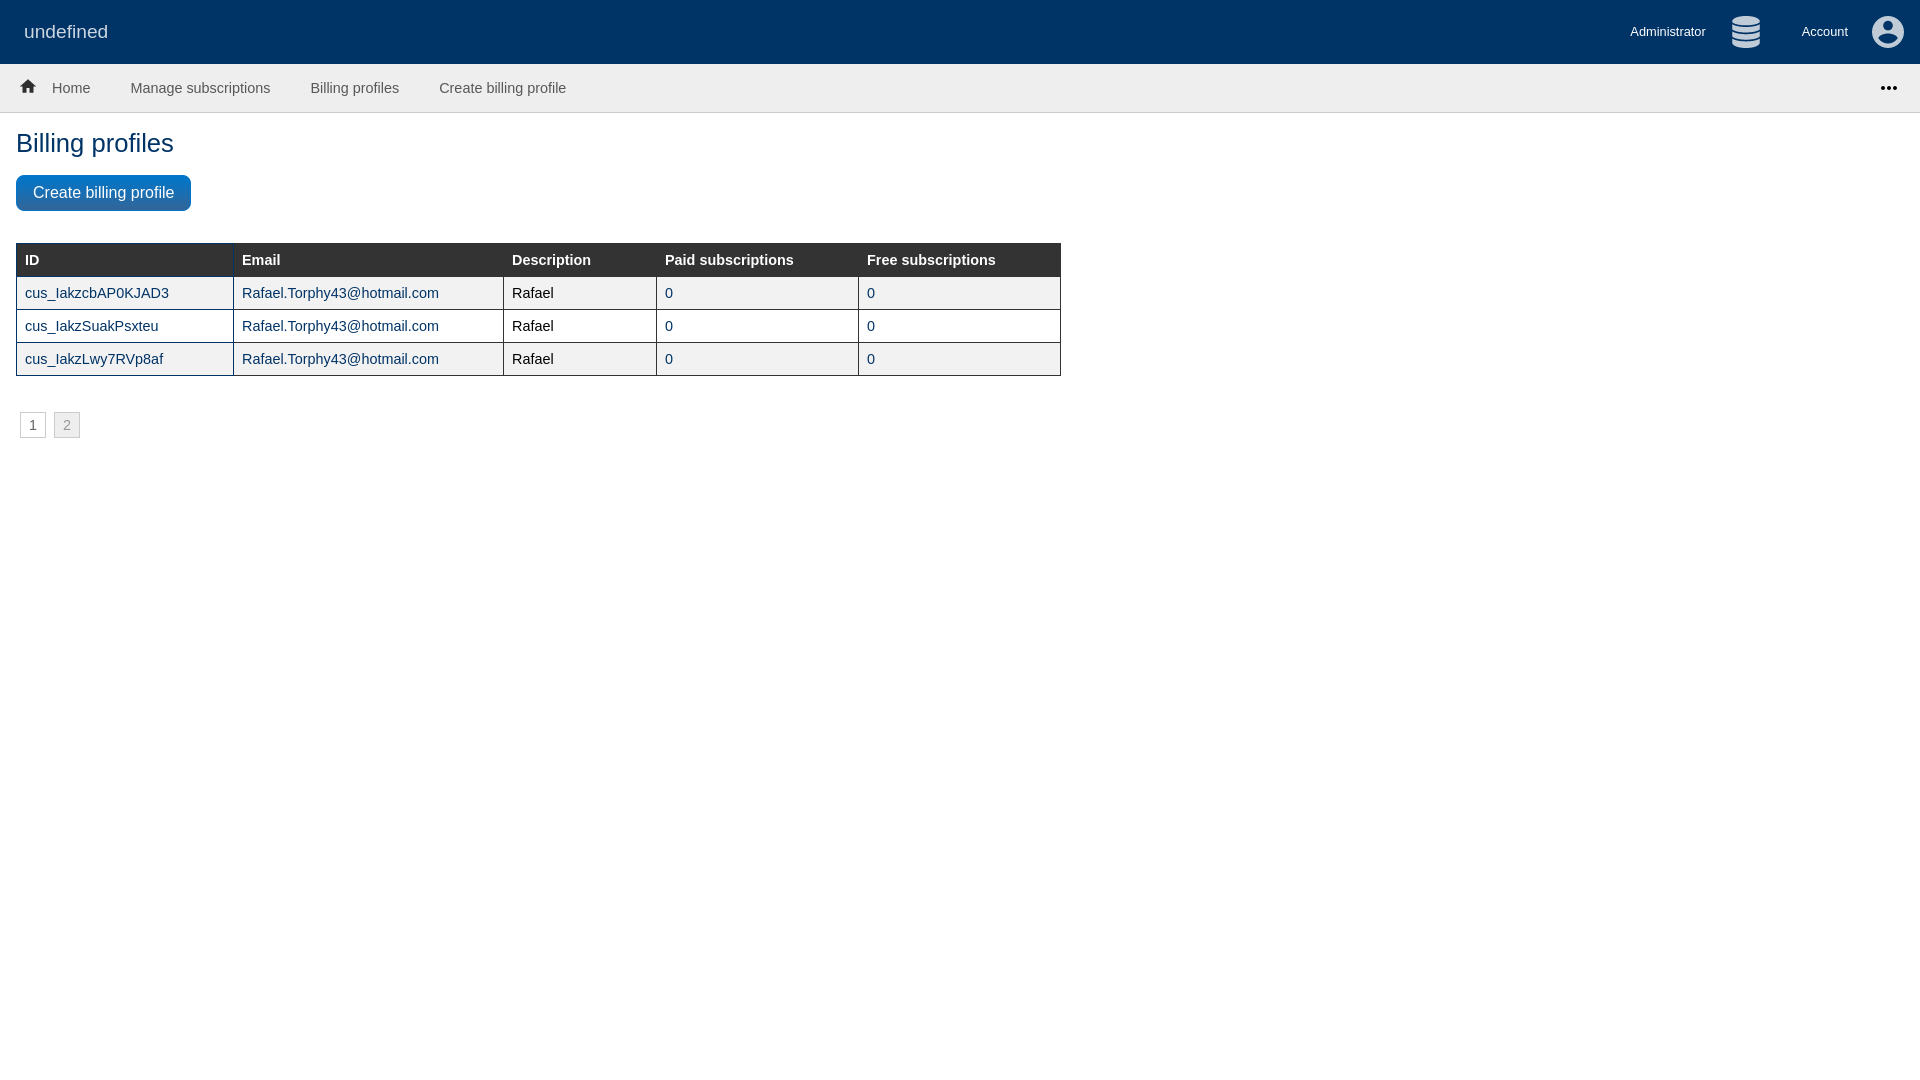 undefined
Administrator
Account
Home
Manage subscriptions
Billing profiles
Create billing profile
Billing profiles
Create billing profile
ID Email Description Paid subscriptions Free subscriptions
cus_IakzcbAP0KJAD3 Rafael.Torphy43@hotmail.com Rafael 0 0
cus_IakzSuakPsxteu Rafael.Torphy43@hotmail.com Rafael 0 0
cus_IakzLwy7RVp8af Rafael.Torphy43@hotmail.com Rafael 0 0
1 2